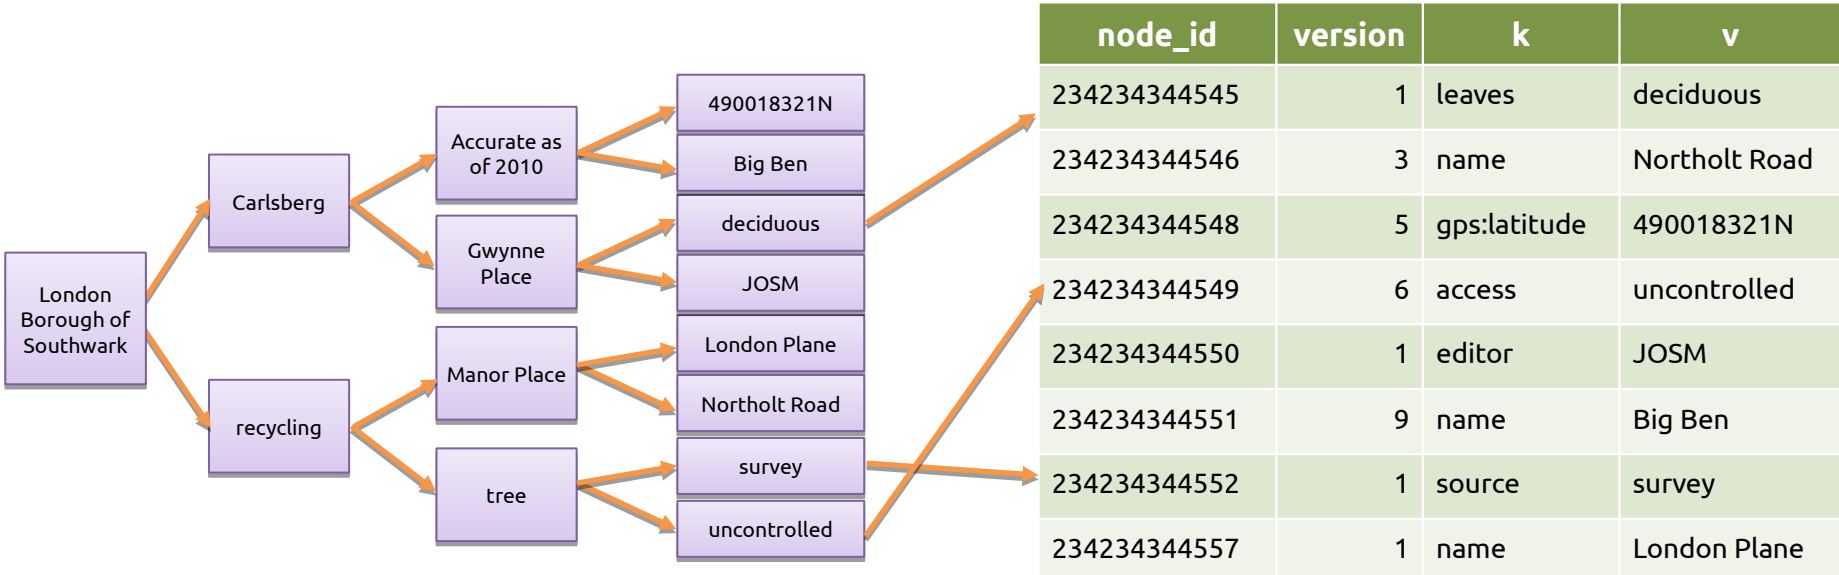 London
Borough of
Southwark
Carlsberg
recycling
Accurate as
of 2010
Gwynne
Place
Manor Place
tree
490018321N
Big Ben
deciduous
JOSM
London Plane
Northolt Road
survey
uncontrolled
node_id version k v
234234344545 1 leaves deciduous
234234344546 3 name Northolt Road
234234344548 5 gps:latitude 490018321N
234234344549 6 access uncontrolled
234234344550 1 editor JOSM
234234344551 9 name Big Ben
234234344552 1 source survey
234234344557 1 name London Plane